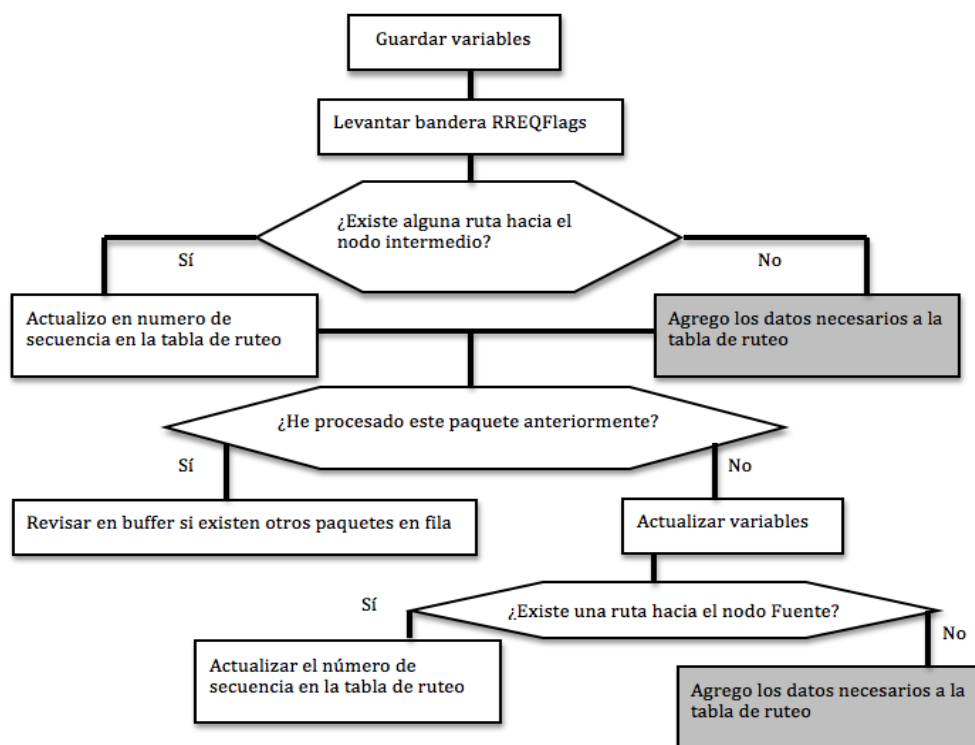 Guardar variables
Levantar bandera RREQFlags
¿Existe alguna ruta hacia el
nodo intermedio?
Sí
No
Actualizo en numero de
secuencia en la tabla de ruteo
Agrego los datos necesarios a la
tabla de ruteo
¿He procesado este paquete anteriormente?
Sí
No
Revisar en buffer si existen otros paquetes en fila
Actualizar variables
Sí
¿Existe una ruta hacia el nodo Fuente?
No
Actualizar el número de
secuencia en la tabla de ruteo
Agrego los datos necesarios a la
tabla de ruteo